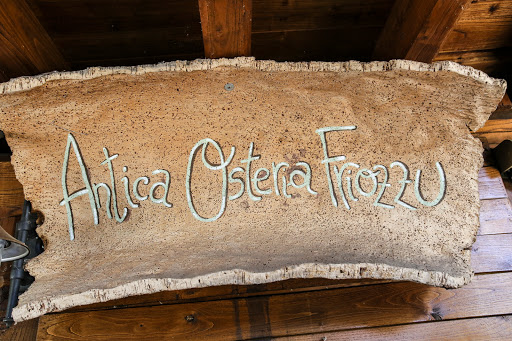 Antica Osteria Friozzu